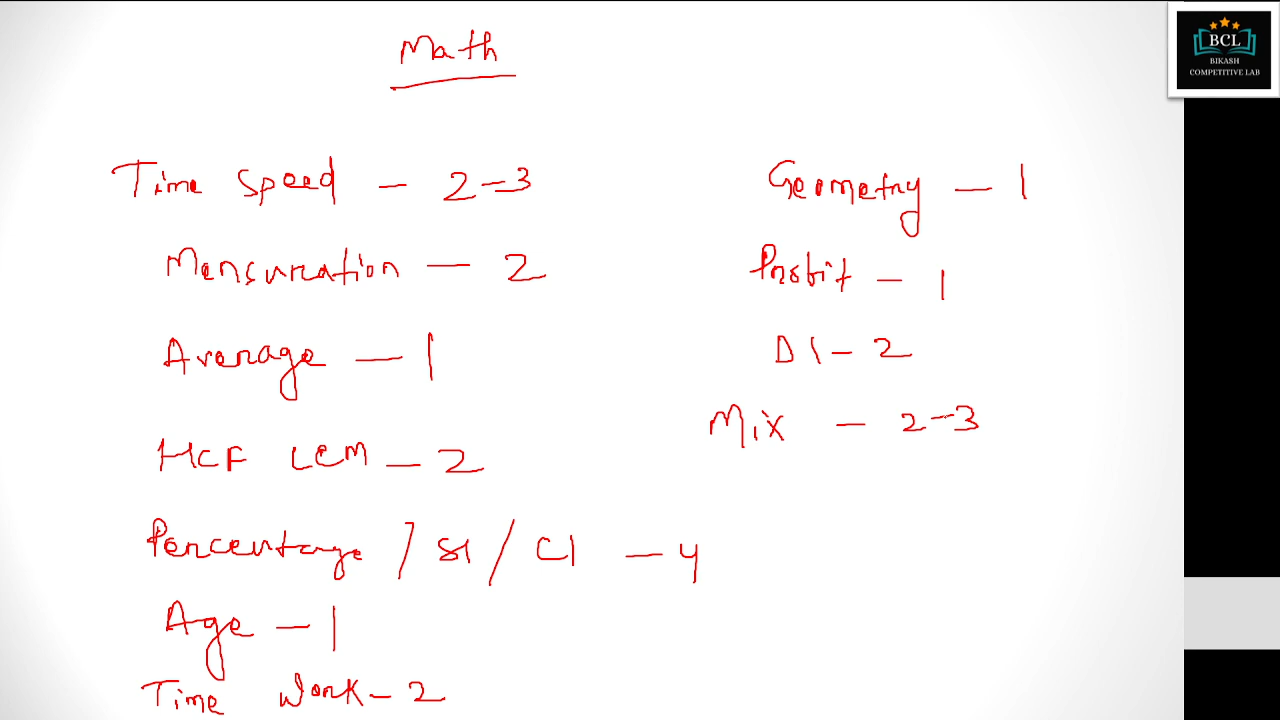 Math
Time speed - 2-3
Mensuration - 2
Average - 1
HCF LCM - 2
Percentage / SI / CI - 4
Age - 1
Time Work - 2
Geometry - 1
Profit - 1
DI - 2
Mix - 2-3
BCL
BIKASH
COMPETITIVE LAB